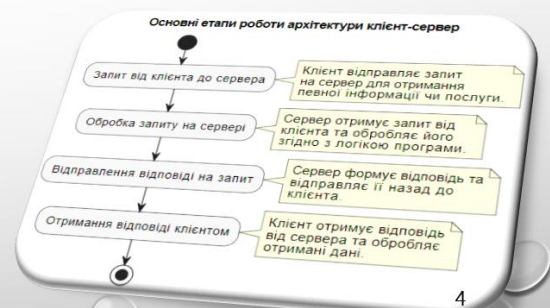 Основні етапи роботи архітектури клієнт-сервер
Запит від клієнта до сервера
Клієнт відправляє запит
на сервер для отримання
певної інформації чи послуги.
Обробка запиту на сервері
Сервер отримує запит від
клієнта та обробляє його
згідно з логікою програми.
Відправлення відповіді на запит
Сервер формує відповідь та
відправляє її назад до
клієнта.
Отримання відповіді клієнтом
Клієнт отримує відповідь
від сервера та обробляє
отримані дані.
4